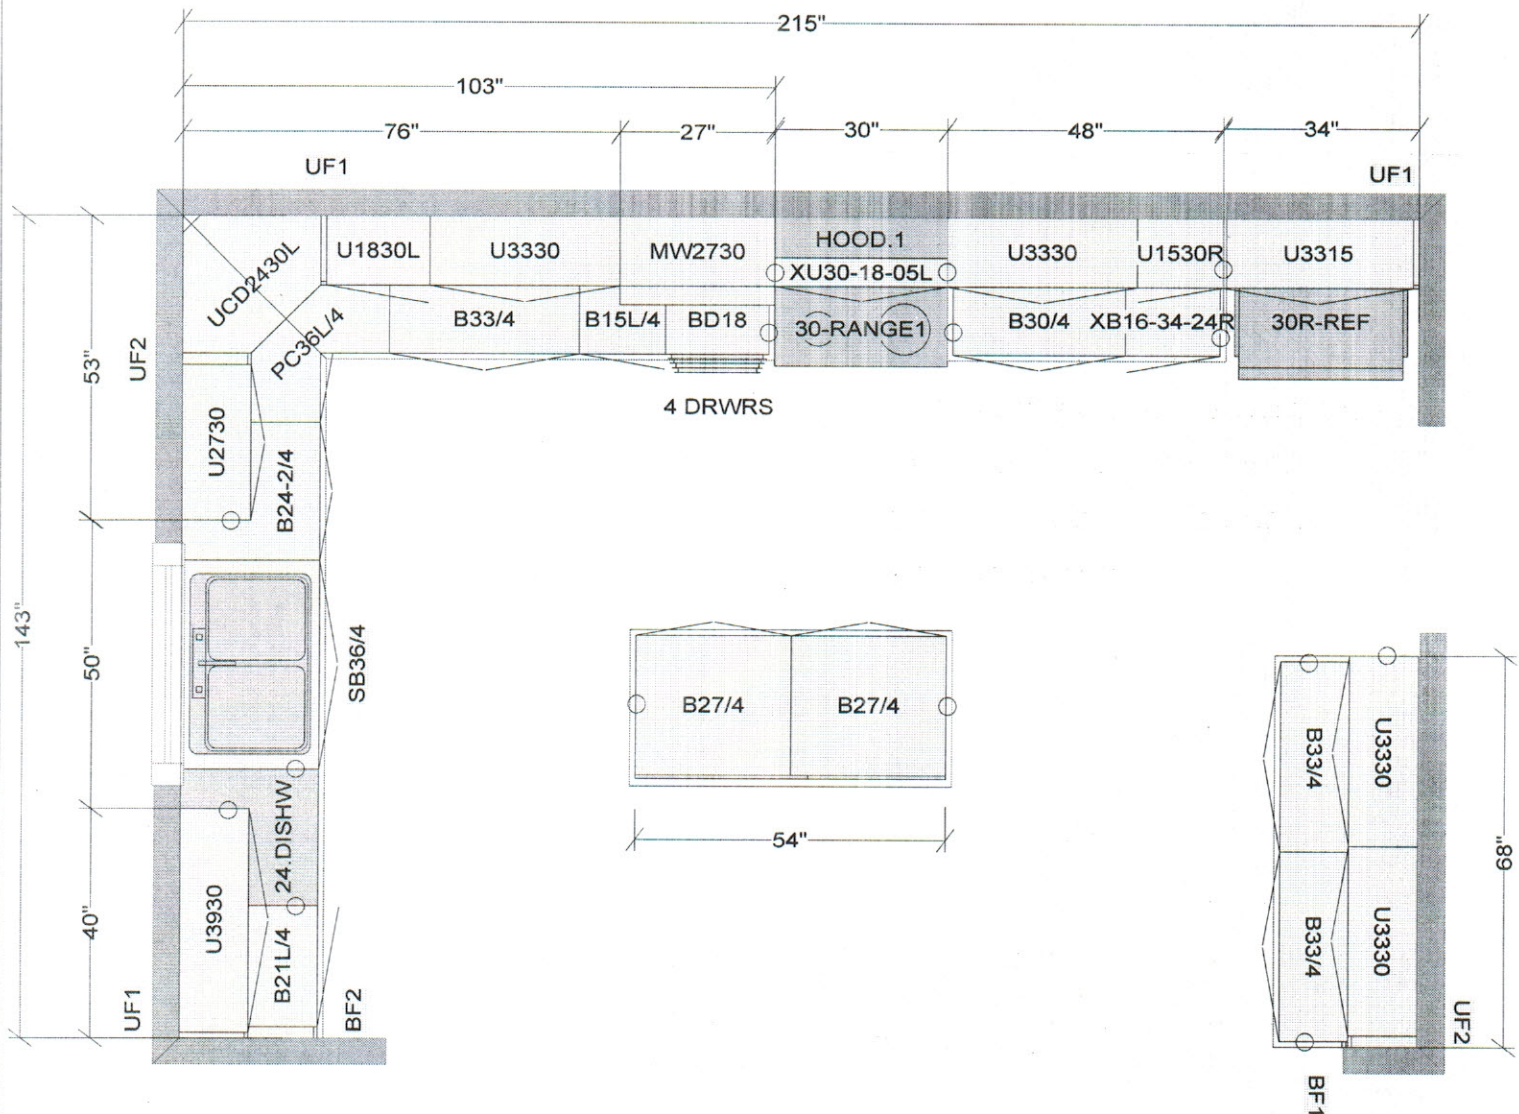 215"
103"
76" 27" 30" 48" 34"
UF1 UF1
U1830L U3330 MW2730 HOOD.1 U3330 U1530R U3315
XU30-18-05L
UCD2430L
PC36L/4
B33/4 B15L/4 BD18 30-RANGE1 B30/4 XB16-34-24R 30R-REF
4 DRWRS
UF2
53"
U2730
B24-2/4
143"
50"
SB36/4
B27/4 B27/4
54"
24.DISHW
40"
U3930
B21L/4
UF1
BF2
B33/4
U3330
B33/4
U3330
68"
UF2
BF1